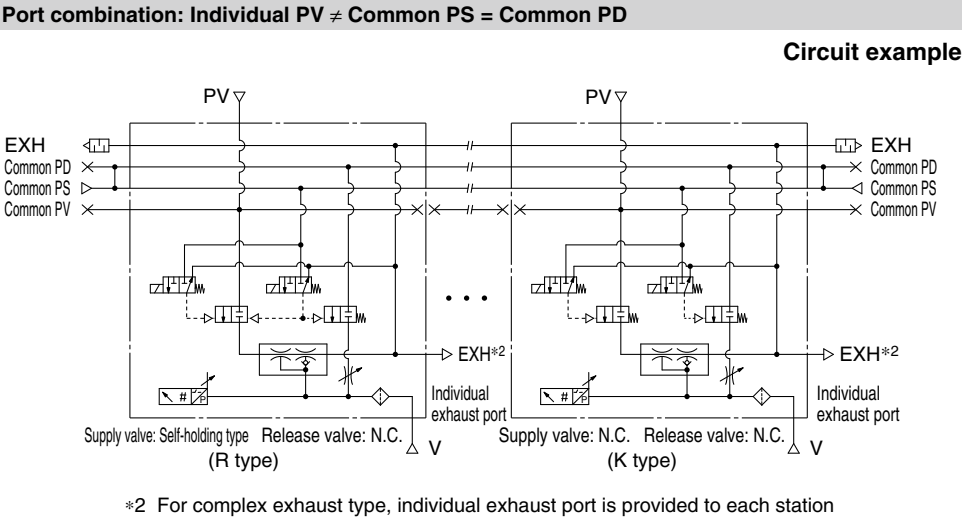 Port combination: Individual PV ≠ Common PS = Common PD
Circuit example
PV
PV
EXH
EXH
Common PD
Common PD
Common PS
Common PS
Common PV
Common PV
EXH*2
EXH*2
# P
# P
Individual
exhaust port
Individual
exhaust port
Supply valve: Self-holding type Release valve: N.C.
(R type)
V
Supply valve: N.C. Release valve: N.C.
(K type)
V
*2 For complex exhaust type, individual exhaust port is provided to each station